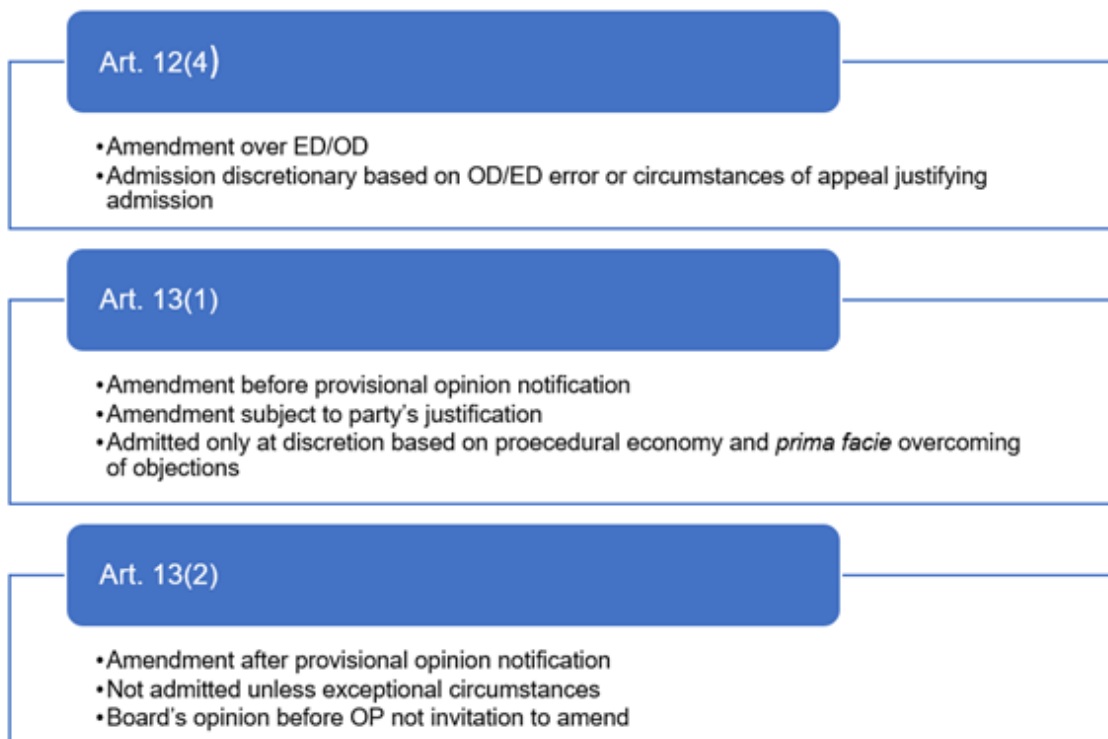 Art. 12(4)
•Amendment over ED/OD
•Admission discretionary based on OD/ED error or circumstances of appeal justifying
admission
Art. 13(1)
•Amendment before provisional opinion notification
•Amendment subject to party's justification
•Admitted only at discretion based on proecedural economy and prima facie overcoming
of objections
Art. 13(2)
•Amendment after provisional opinion notification
•Not admitted unless exceptional circumstances
•Board's opinion before OP not invitation to amend